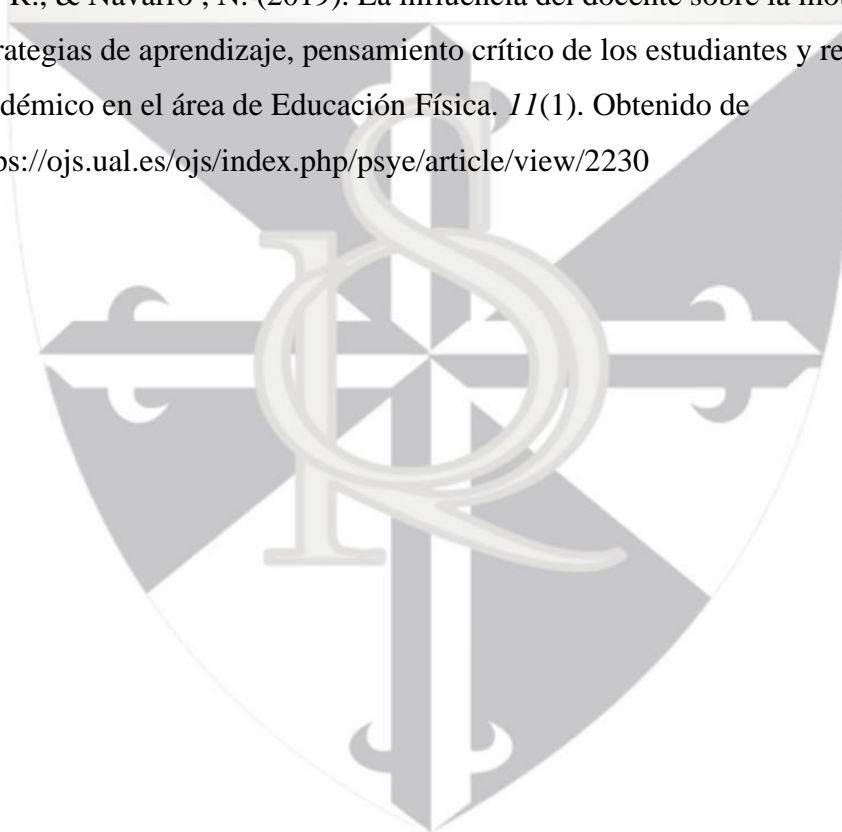 R., & Navarro , N. (2019). La influencia del docente sobre la mo
rategias de aprendizaje, pensamiento crítico de los estudiantes y re
démico en el área de Educación Física. 11(1). Obtenido de
ps://ojs.ual.es/ojs/index.php/psye/article/view/2230